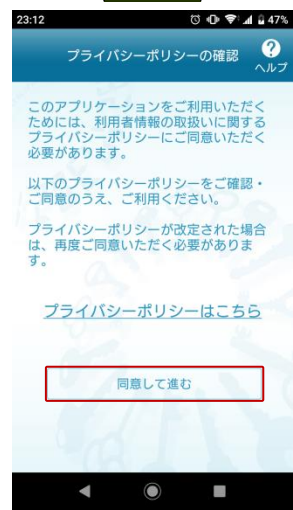 23:12 47%
プライバシーポリシーの確認
?
ヘルプ
このアプリケーションをご利用いただく
ためには、利用者情報の取扱いに関する
プライバシーポリシーにご同意いただく
必要があります。
以下のプライバシーポリシーをご確認・
ご同意のうえ、ご利用ください。
プライバシーポリシーが改定された場合
は、再度ご同意いただく必要がありま
す。
プライバシーポリシーはこちら
同意して進む